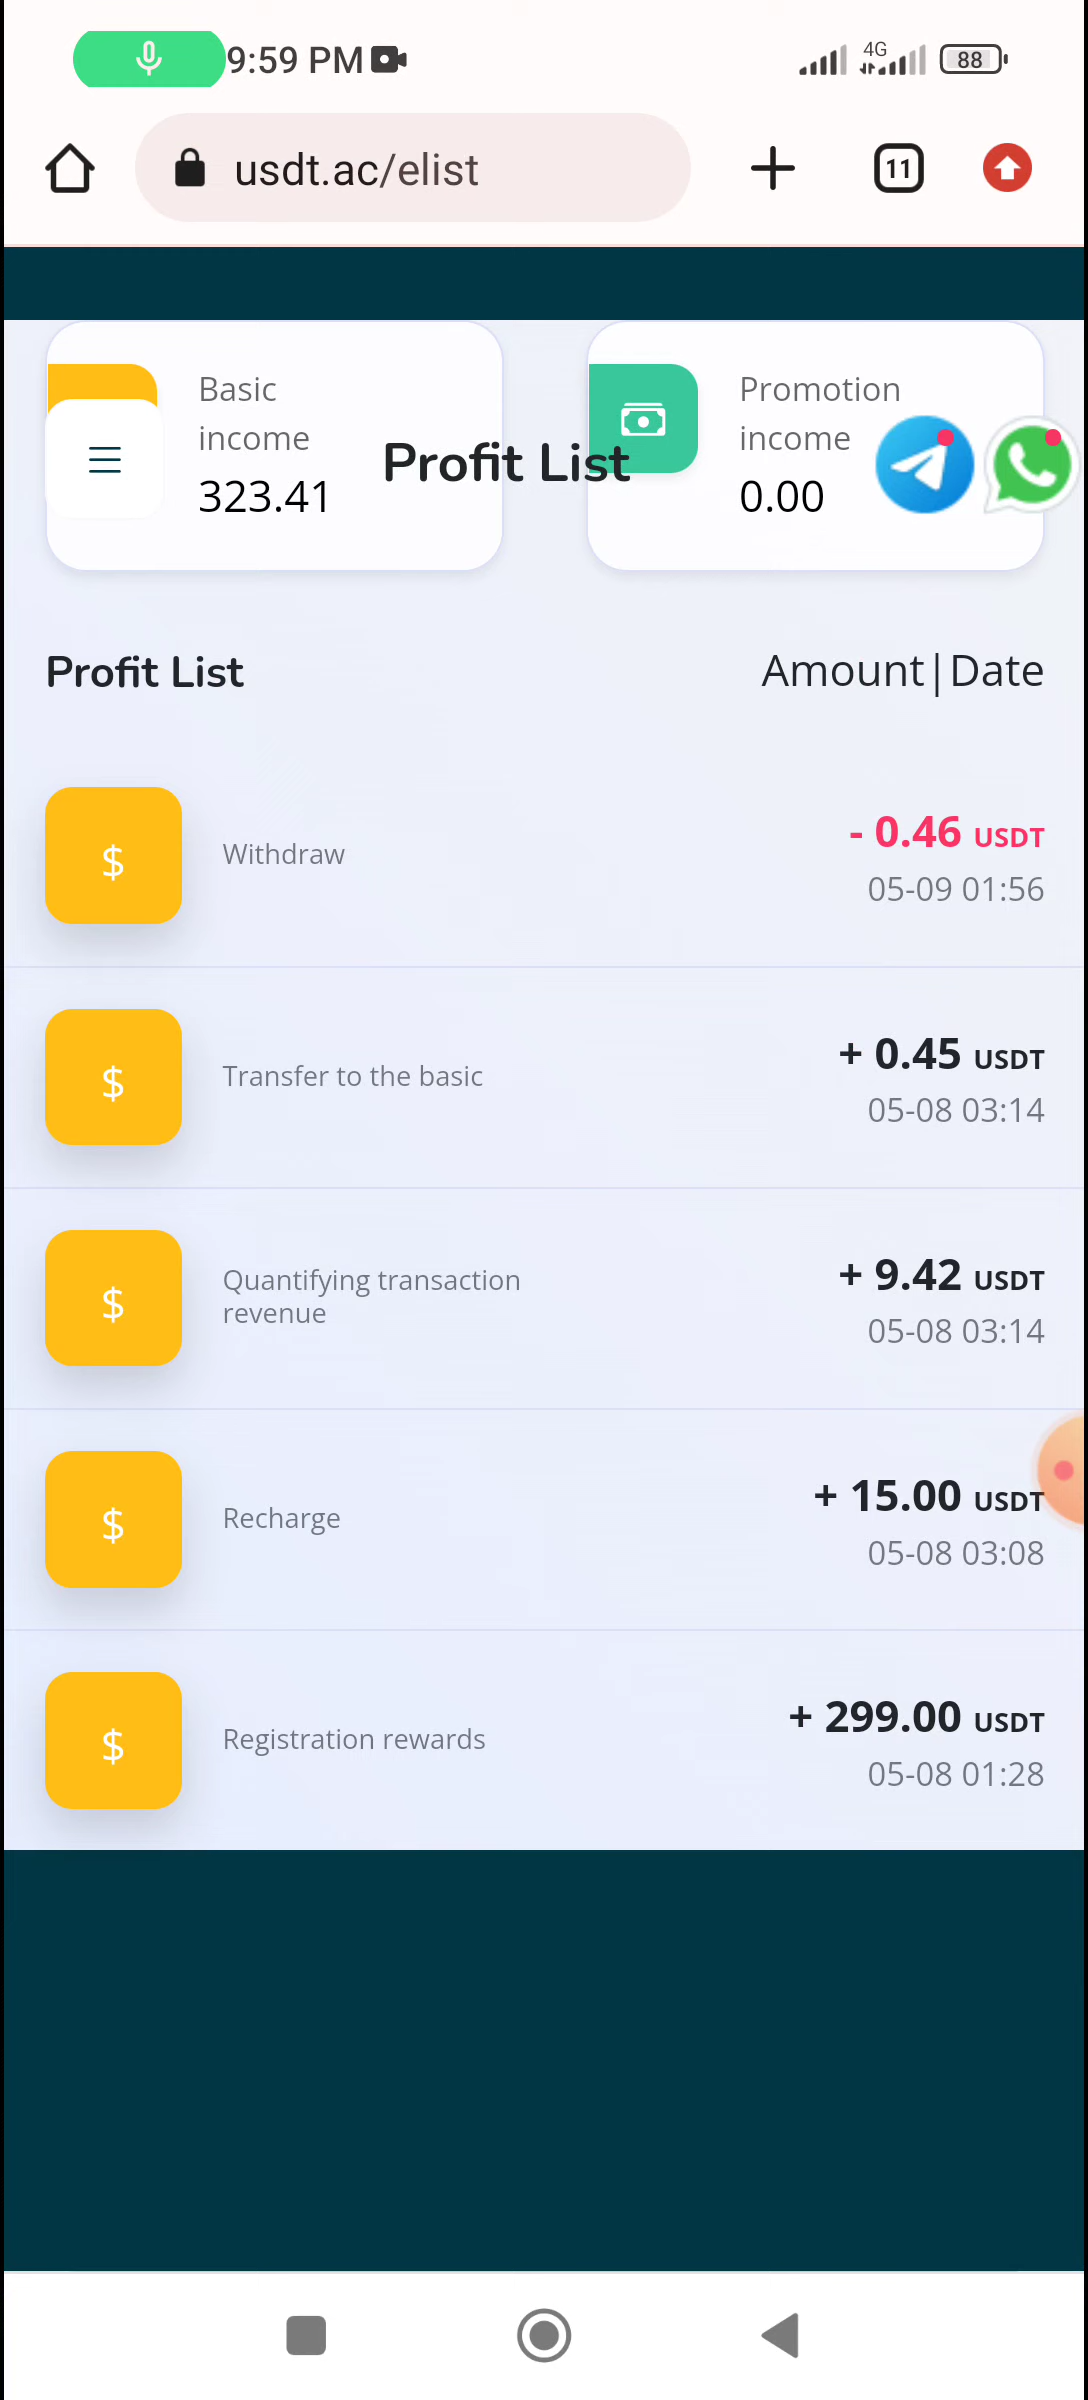 9:59 PM
4G
88
usdt.ac/elist
11
Basic
income
323.41
Profit List
Promotion
income
0.00
Profit List
Amount|Date
$
Withdraw
- 0.46 USDT
05-09 01:56
$
Transfer to the basic
+ 0.45 USDT
05-08 03:14
$
Quantifying transaction
revenue
+ 9.42 USDT
05-08 03:14
$
Recharge
+ 15.00 USDT
05-08 03:08
$
Registration rewards
+ 299.00 USDT
05-08 01:28